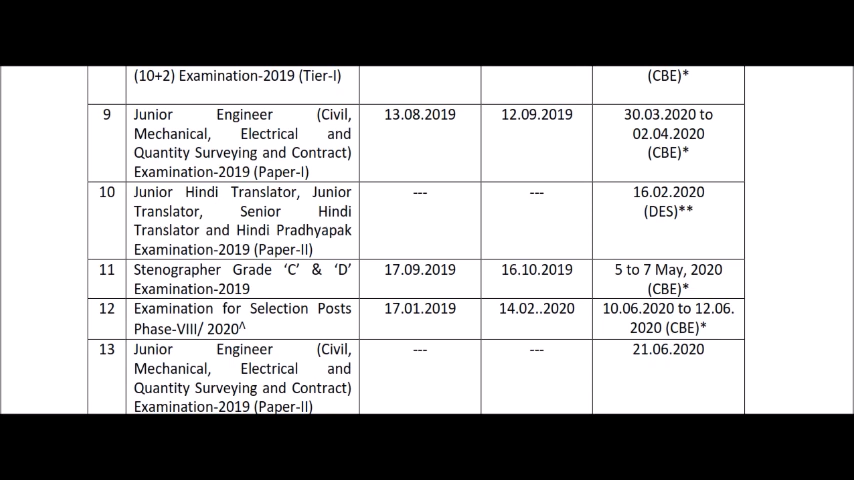 (10+2) Examination-2019 (Tier-I) (CBE)*
9 Junior Engineer (Civil, 13.08.2019 12.09.2019 30.03.2020 to
Mechanical, Electrical and 02.04.2020
Quantity Surveying and Contract) (CBE)*
Examination-2019 (Paper-I)
10 Junior Hindi Translator, Junior --- --- 16.02.2020
Translator, Senior Hindi (DES)**
Translator and Hindi Pradhyapak
Examination-2019 (Paper-II)
11 Stenographer Grade ‘C’ & ‘D’ 17.09.2019 16.10.2019 5 to 7 May, 2020
Examination-2019 (CBE)*
12 Examination for Selection Posts 17.01.2019 14.02..2020 10.06.2020 to 12.06.
Phase-VIII/ 2020^ 2020 (CBE)*
13 Junior Engineer (Civil, --- --- 21.06.2020
Mechanical, Electrical and
Quantity Surveying and Contract)
Examination-2019 (Paper-II)